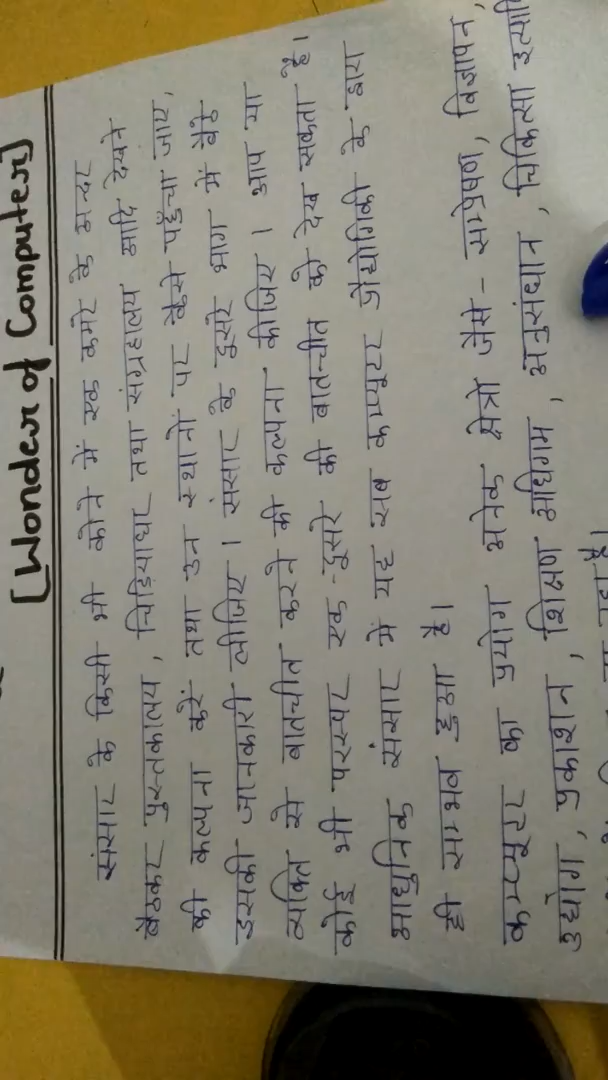 [Wonder of Computer]
संसार के किसी भी कोने में एक कमरे के अन्दर
बैठकर पुस्तकालय, चिड़ियाघर तथा संग्रहालय आदि देखने
की कल्पना करें तथा उन स्थानो पर कैसे पहुँचा जाय,
इसकी जानकारी लीजिए । संसार के दुसरे भाग में बैठे
व्यक्ति से बातचीत करने की कल्पना कीजिए । आप या
कोई भी परस्पर एक-दुसरे की बातचीत को देख सकता है।
आधुनिक संसार में यह सब कम्प्युटर प्रौद्योगिकी के द्वारा
ही सम्भव हुआ है।
कम्प्युटर का प्रयोग अनेक क्षेत्रो जैसे - सम्प्रेषण, विज्ञापन,
उद्योग, प्रकाशन, शिक्षण अधिगम, अनुसंधान, चिकित्सा इत्यादि
रहा है।